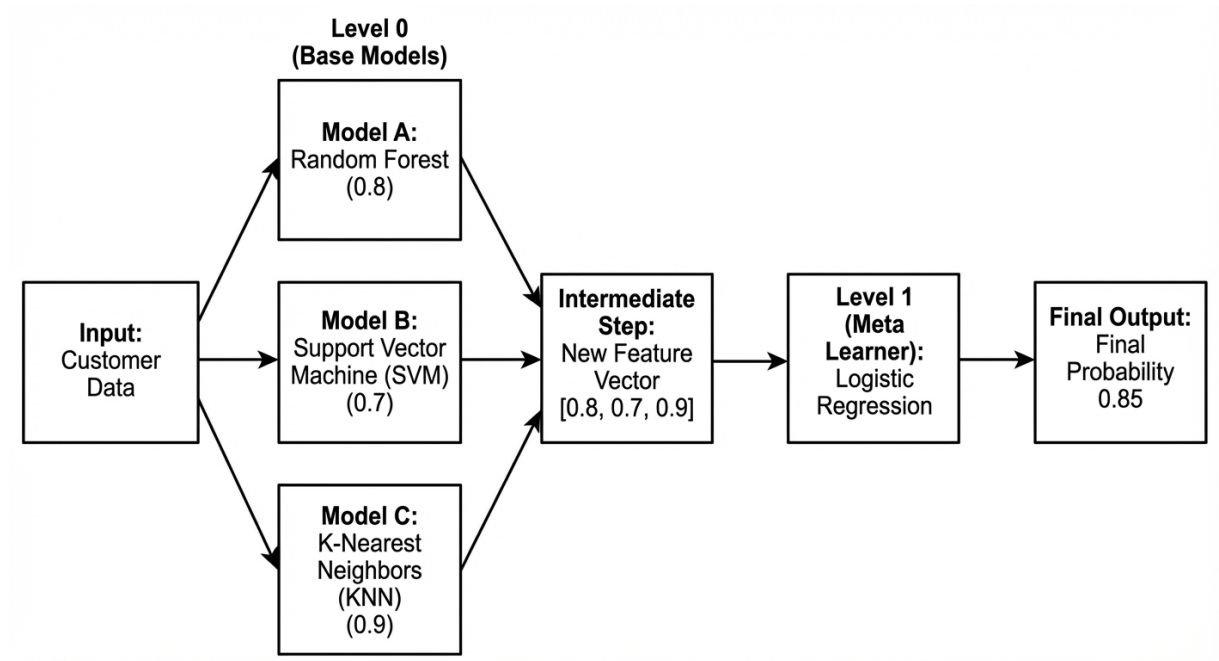 Level 0
(Base Models)
Model A:
Random Forest
(0.8)
Input:
Customer
Data
Model B:
Support Vector
Machine (SVM)
(0.7)
Model C:
K-Nearest
Neighbors
(KNN)
(0.9)
Intermediate
Step:
New Feature
Vector
[0.8, 0.7, 0.9]
Level 1
(Meta
Learner):
Logistic
Regression
Final Output:
Final
Probability
0.85